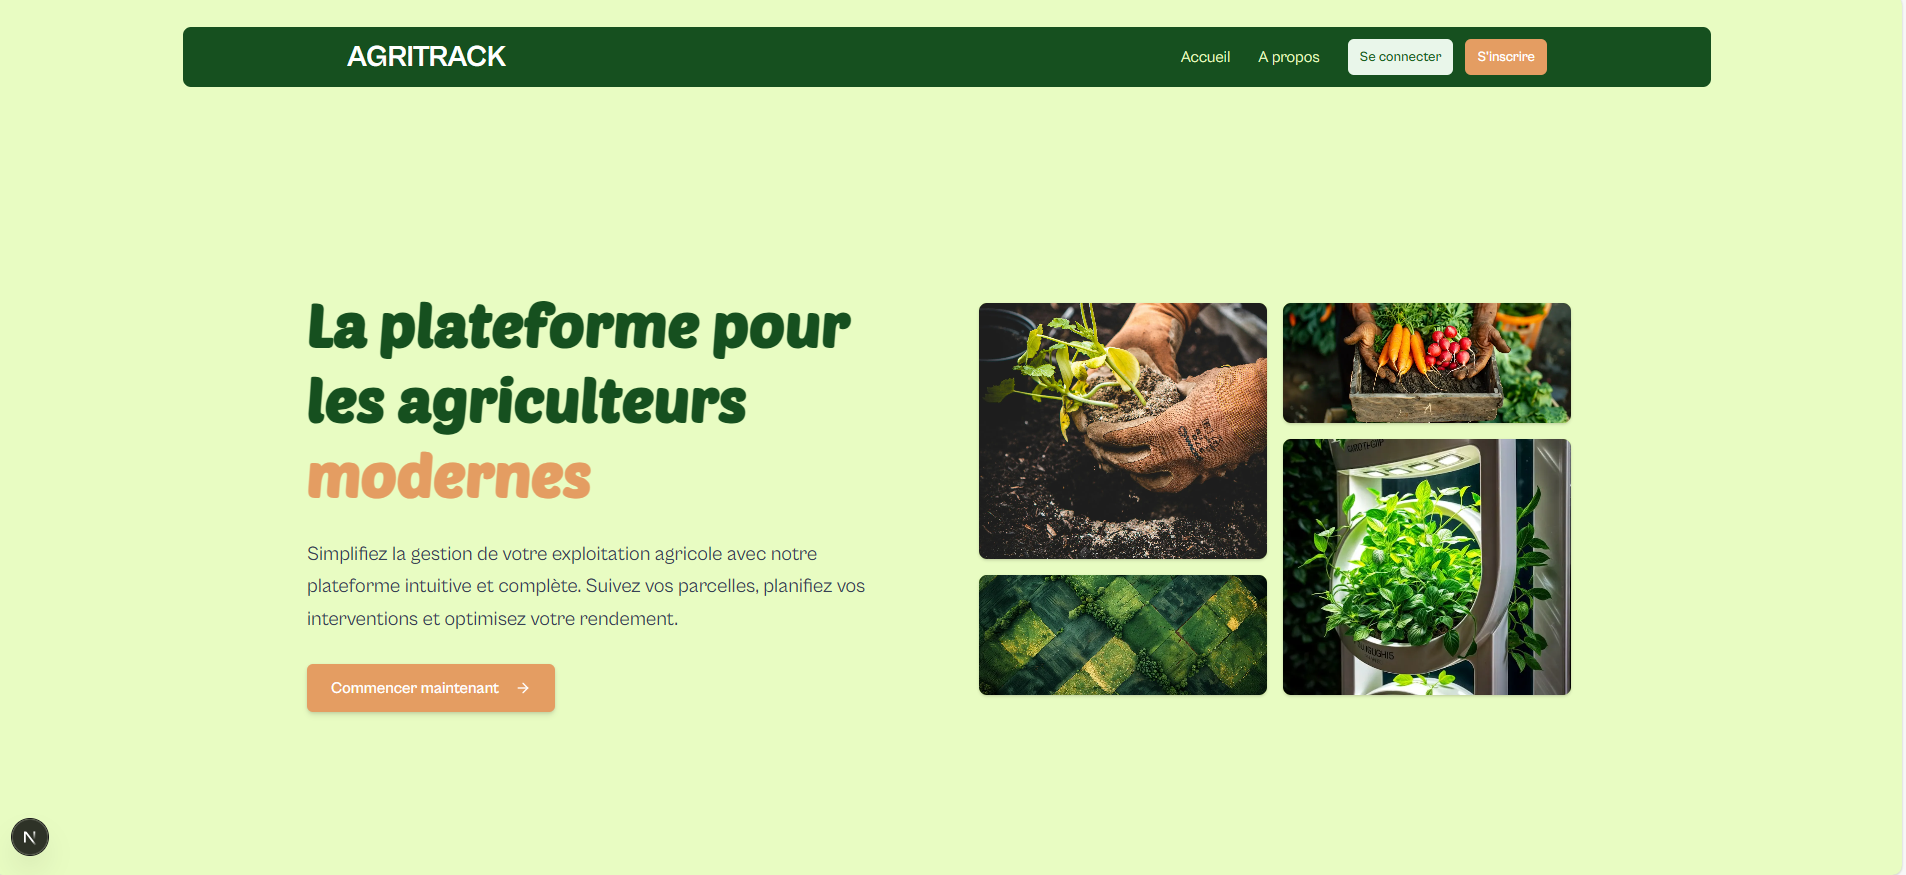 AGRITRACK
Accueil
A propos
Se connecter
S'inscrire
La plateforme pour
les agriculteurs
modernes
Simplifiez la gestion de votre exploitation agricole avec notre
plateforme intuitive et complète. Suivez vos parcelles, planifiez vos
interventions et optimisez votre rendement.
Commencer maintenant
N